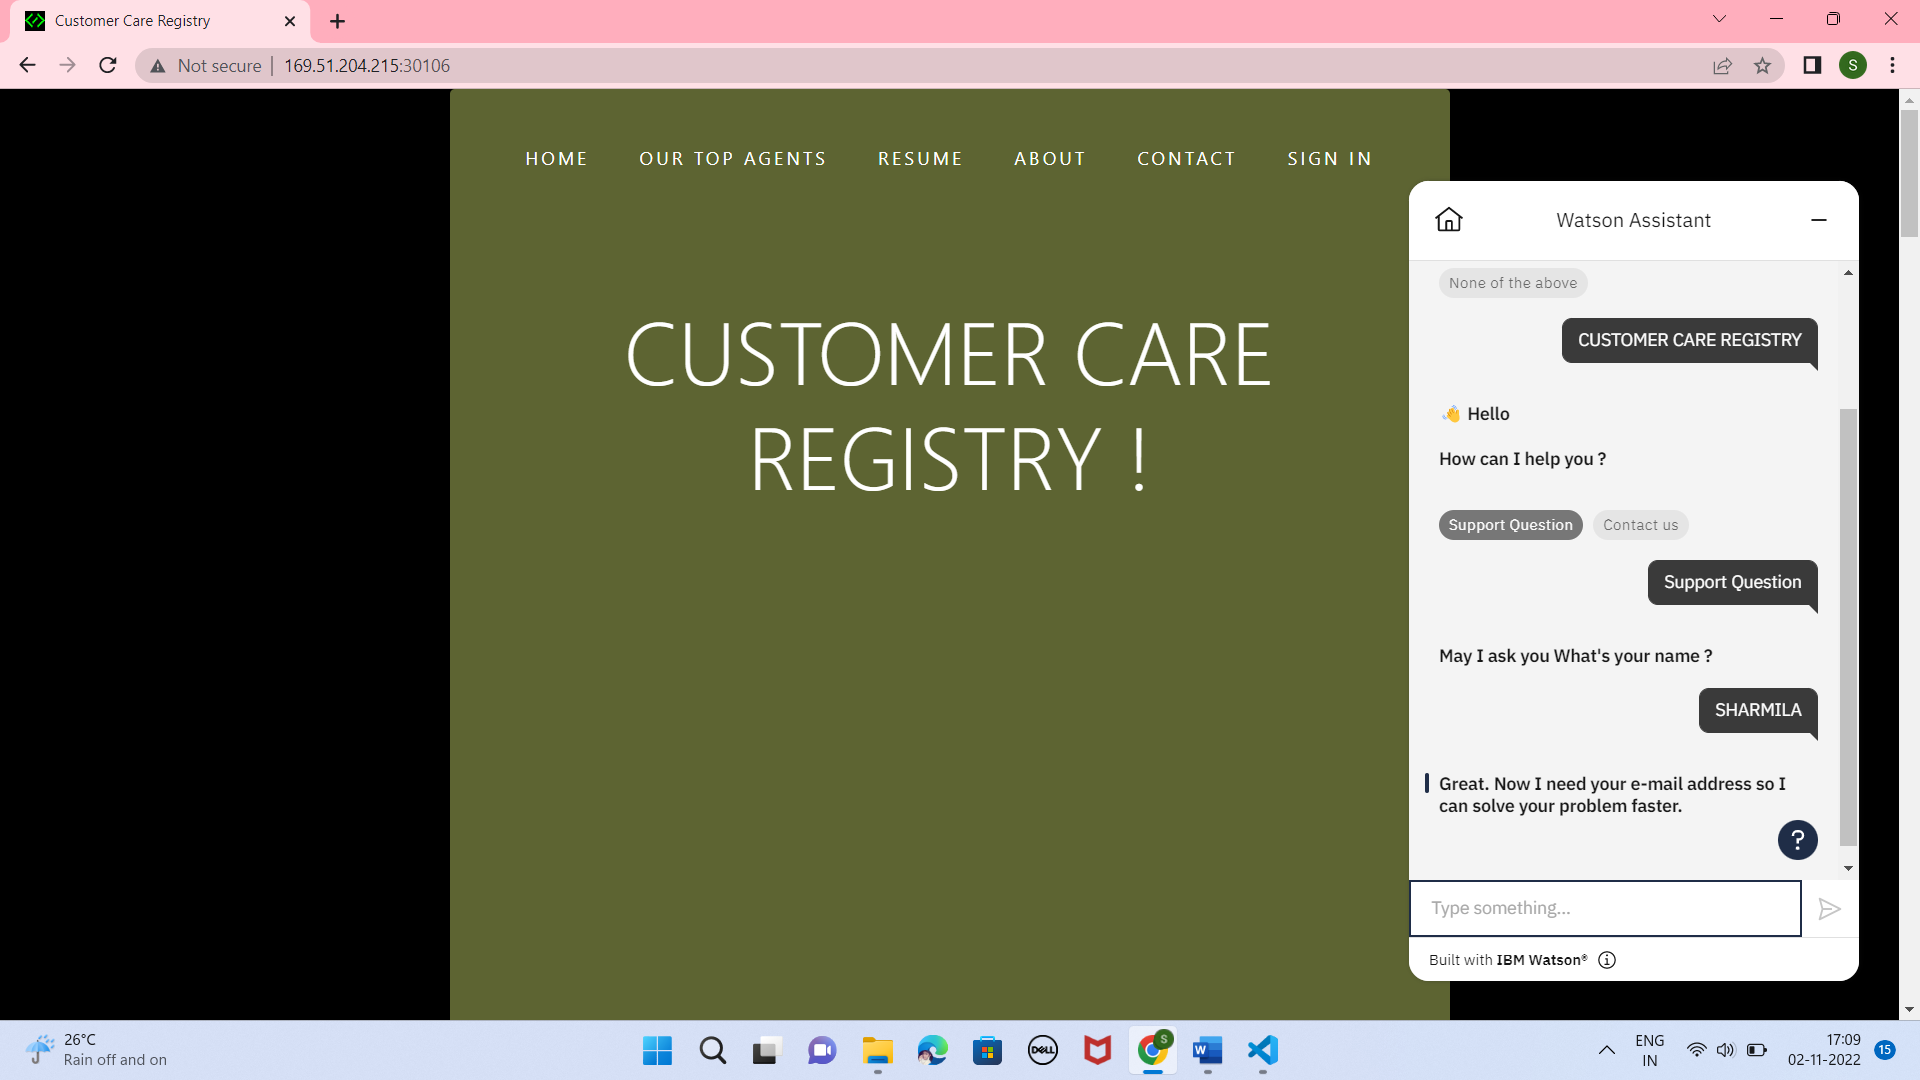 Customer Care Registry
Not secure
169.51.204.215:30106
S
HOME OUR TOP AGENTS RESUME ABOUT CONTACT SIGN IN
CUSTOMER CARE
REGISTRY !
Watson Assistant
None of the above
CUSTOMER CARE REGISTRY
👋 Hello
How can I help you ?
Support Question
Contact us
Support Question
May I ask you What's your name ?
SHARMILA
Great. Now I need your e-mail address so I
can solve your problem faster.
?
Type something...
Built with IBM Watson®
26°C
Rain off and on
DELL
S
W
ENG
IN
17:09
02-11-2022
15